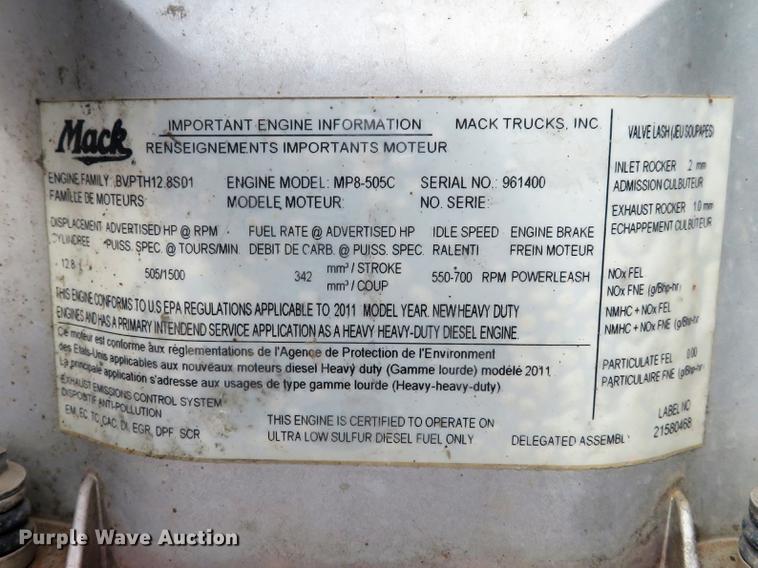 Mack IMPORTANT ENGINE INFORMATION MACK TRUCKS, INC
RENSEIGNEMENTS IMPORTANTS MOTEUR
ENGINE FAMILY: BVPTH12.8S01 ENGINE MODEL: MP8-505C SERIAL NO.: 961400
FAMILLE DE MOTEURS: MODELE MOTEUR: NO. SERIE:
DISPLACEMENT ADVERTISED HP @ RPM FUEL RATE @ ADVERTISED HP IDLE SPEED ENGINE BRAKE
CYLINDREE PUISS. SPEC. @ TOURS/MIN DEBIT DE CARB. @ PUISS. SPEC. RALENTI FREIN MOTEUR
12.8 505/1500 342 mm³ / STROKE 550-700 RPM POWERLEASH
mm³ / COUP
THIS ENGINE CONFORMS TO U.S EPA REGULATIONS APPLICABLE TO 2011 MODEL YEAR. NEW HEAVY DUTY
ENGINES AND HAS A PRIMARY INTENDEND SERVICE APPLICATION AS A HEAVY HEAVY-DUTY DIESEL ENGINE.
Ce moteur est conforme aux réglementations de l'Agence de Protection de l'Environment
des Etats-Unis applicables aux nouveaux moteurs diesel Heavy duty (Gamme lourde) modélé 2011.
La principale application s'adresse aux usages de type gamme lourde (Heavy-heavy-duty)
EXHAUST EMISSIONS CONTROL SYSTEM
DISPOSITIF ANTI-POLLUTION
EM, EC, TC, CAC, DI, EGR, DPF, SCR
THIS ENGINE IS CERTIFIED TO OPERATE ON
ULTRA LOW SULFUR DIESEL FUEL ONLY
DELEGATED ASSEMBL
VALVE LASH (JEU SOUPAPES)
INLET ROCKER .2 mm
ADMISSION CULBUTEUR
EXHAUST ROCKER 1.0 mm
ECHAPPEMENT CULBUTEUR
NOx FEL
NOx FNE (g/Bhp-hr)
NMHC + NOx FEL
NMHC + NOx FNE (g/Bhp-hr)
PARTICULATE FEL 0.00
PARTICULAIRE FNE (g/Bhp-hr)
LABEL NO
21580468
Purple Wave Auction